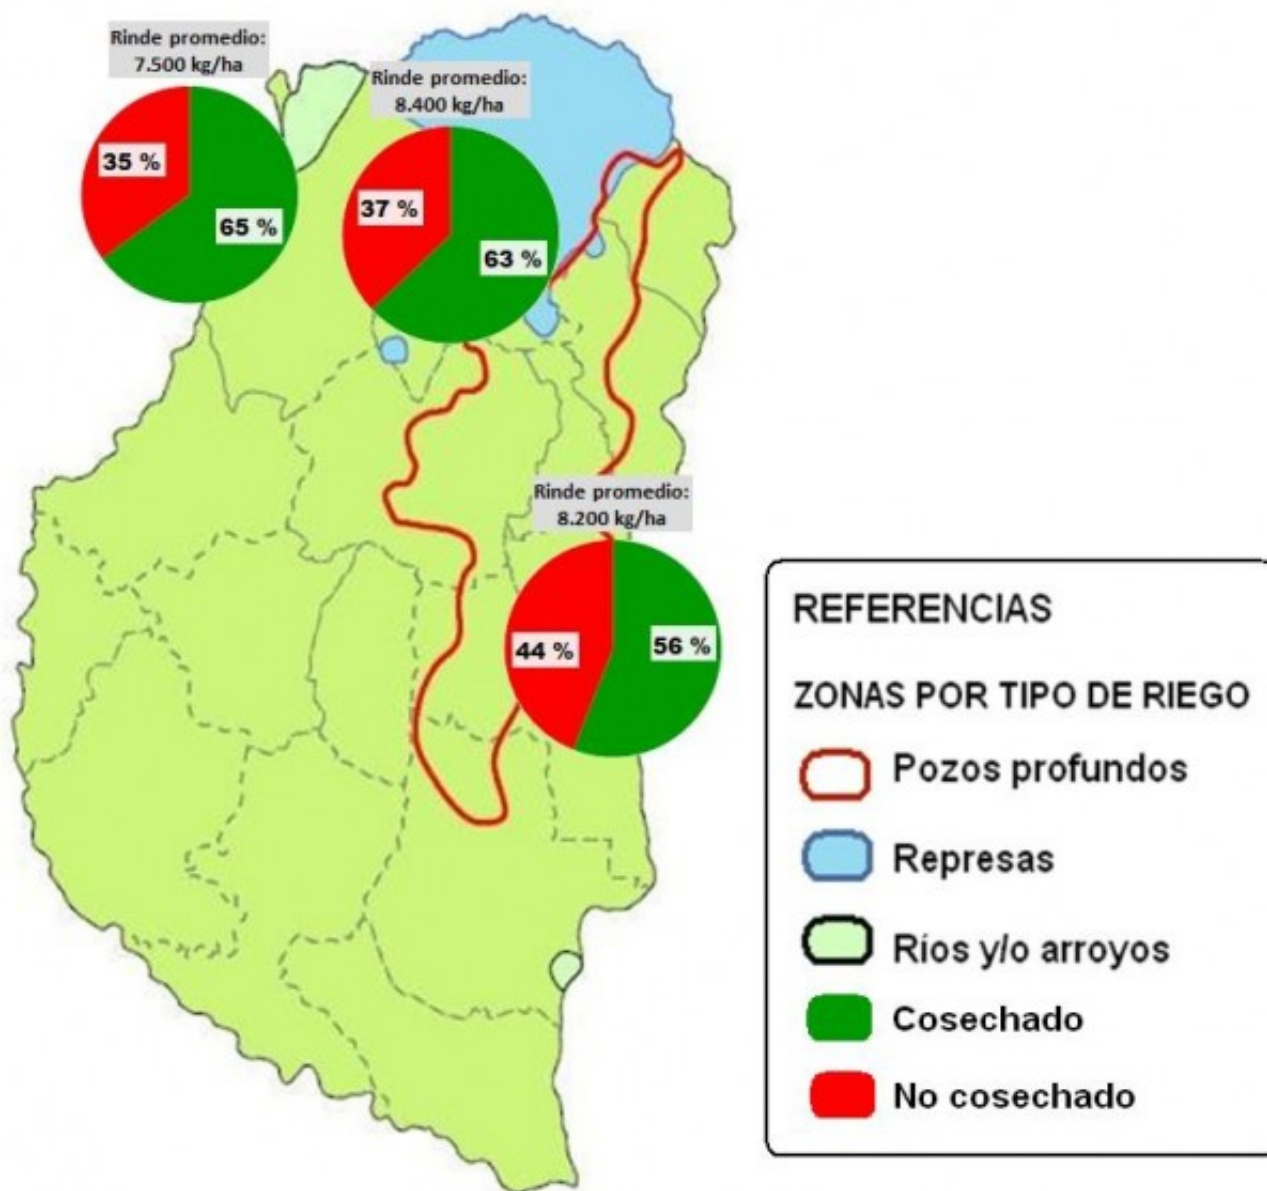 Rinde promedio:
7.500 kg/ha
35 %
65 %
Rinde promedio:
8.400 kg/ha
37 %
63 %
Rinde promedio:
8.200 kg/ha
44 %
56 %
REFERENCIAS
ZONAS POR TIPO DE RIEGO
Pozos profundos
Represas
Ríos y/o arroyos
Cosechado
No cosechado